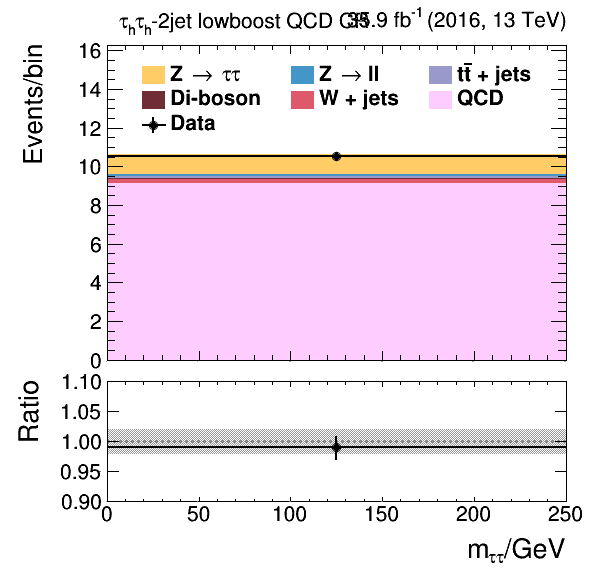 τhτh-2jet lowboost QCD CR 35.9 fb-1 (2016, 13 TeV)
Events/bin
16
14
12
10
8
6
4
2
0
Z → ττ Z → ll tt̄ + jets
Di-boson W + jets QCD
Data
Ratio
1.10
1.05
1.00
0.95
0.90
0 50 100 150 200 250
mττ/GeV